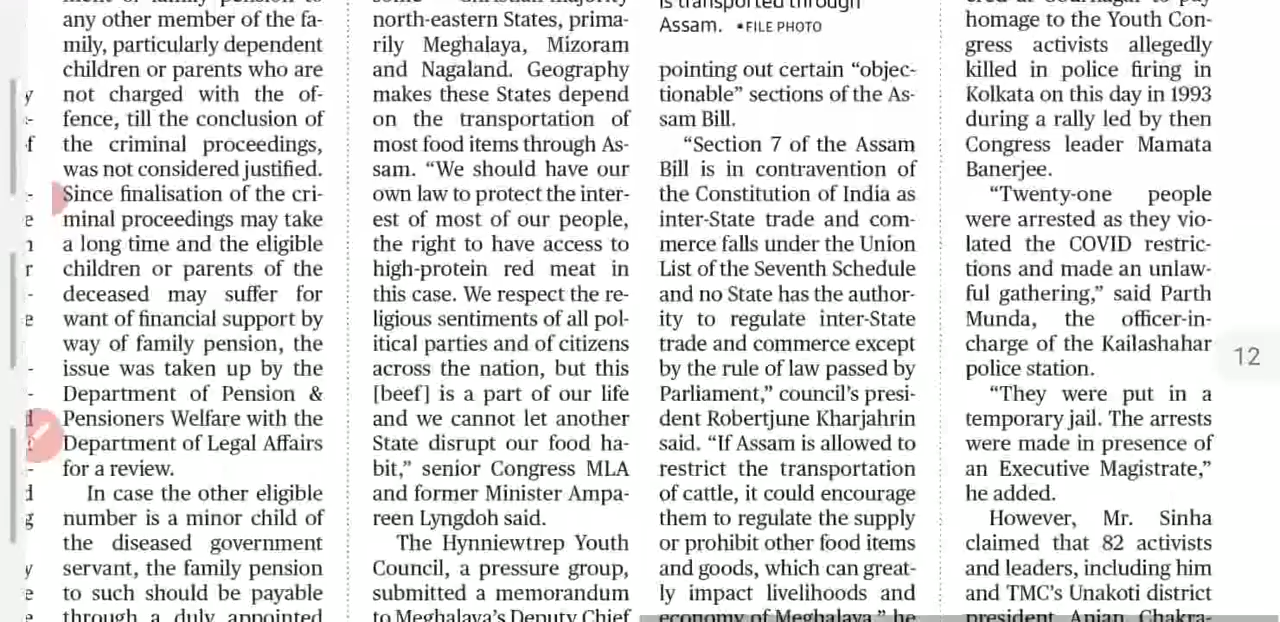 any other member of the fa-
mily, particularly dependent
children or parents who are
not charged with the of-
fence, till the conclusion of
the criminal proceedings,
was not considered justified.
Since finalisation of the cri-
minal proceedings may take
a long time and the eligible
children or parents of the
deceased may suffer for
want of financial support by
way of family pension, the
issue was taken up by the
Department of Pension &
Pensioners Welfare with the
Department of Legal Affairs
for a review.
In case the other eligible
number is a minor child of
the diseased government
servant, the family pension
to such should be payable
through a duly appointed
north-eastern States, prima-
rily Meghalaya, Mizoram
and Nagaland. Geography
makes these States depend
on the transportation of
most food items through As-
sam. “We should have our
own law to protect the inter-
est of most of our people,
the right to have access to
high-protein red meat in
this case. We respect the re-
ligious sentiments of all pol-
itical parties and of citizens
across the nation, but this
[beef] is a part of our life
and we cannot let another
State disrupt our food ha-
bit,” senior Congress MLA
and former Minister Ampa-
reen Lyngdoh said.
The Hynniewtrep Youth
Council, a pressure group,
submitted a memorandum
to Meghalaya’s Deputy Chief
is transported through
Assam. •FILE PHOTO
pointing out certain “objec-
tionable” sections of the As-
sam Bill.
“Section 7 of the Assam
Bill is in contravention of
the Constitution of India as
inter-State trade and com-
merce falls under the Union
List of the Seventh Schedule
and no State has the author-
ity to regulate inter-State
trade and commerce except
by the rule of law passed by
Parliament,” council’s presi-
dent Robertjune Kharjahrin
said. “If Assam is allowed to
restrict the transportation
of cattle, it could encourage
them to regulate the supply
or prohibit other food items
and goods, which can great-
ly impact livelihoods and
economy of Meghalaya,” he
homage to the Youth Con-
gress activists allegedly
killed in police firing in
Kolkata on this day in 1993
during a rally led by then
Congress leader Mamata
Banerjee.
“Twenty-one people
were arrested as they vio-
lated the COVID restric-
tions and made an unlaw-
ful gathering,” said Parth
Munda, the officer-in-
charge of the Kailashahar
police station.
“They were put in a
temporary jail. The arrests
were made in presence of
an Executive Magistrate,”
he added.
However, Mr. Sinha
claimed that 82 activists
and leaders, including him
and TMC’s Unakoti district
president Anjan Chakra-
12